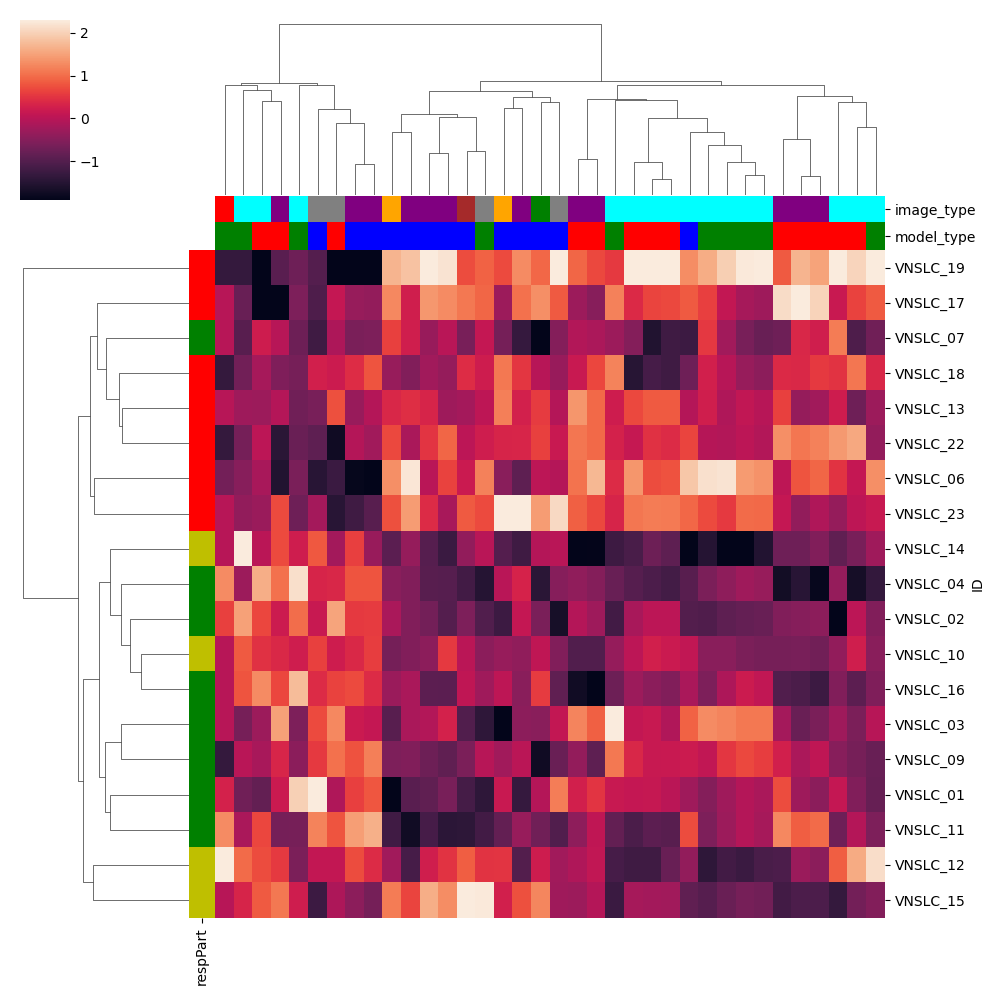 2
1
0
−1
image_type
model_type
VNSLC_19
VNSLC_17
VNSLC_07
VNSLC_18
VNSLC_13
VNSLC_22
VNSLC_06
VNSLC_23
VNSLC_14
VNSLC_04
VNSLC_02
VNSLC_10
VNSLC_16
VNSLC_03
VNSLC_09
VNSLC_01
VNSLC_11
VNSLC_12
VNSLC_15
ID
respPart